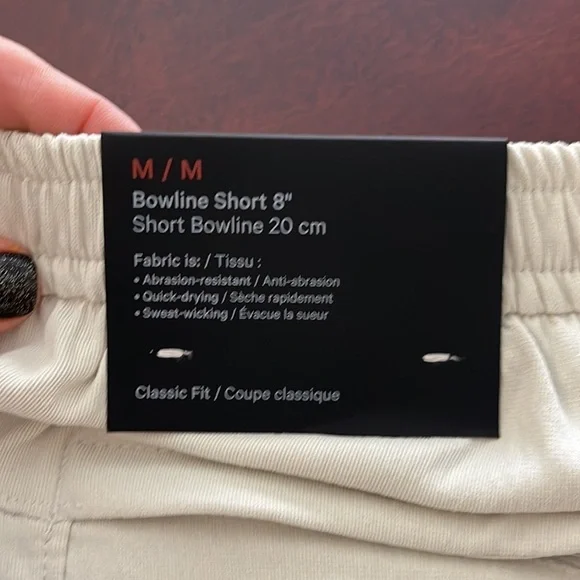 M / M
Bowline Short 8"
Short Bowline 20 cm
Fabric is: / Tissu :
• Abrasion-resistant / Anti-abrasion
• Quick-drying / Sèche rapidement
• Sweat-wicking / Évacue la sueur
Classic Fit / Coupe classique